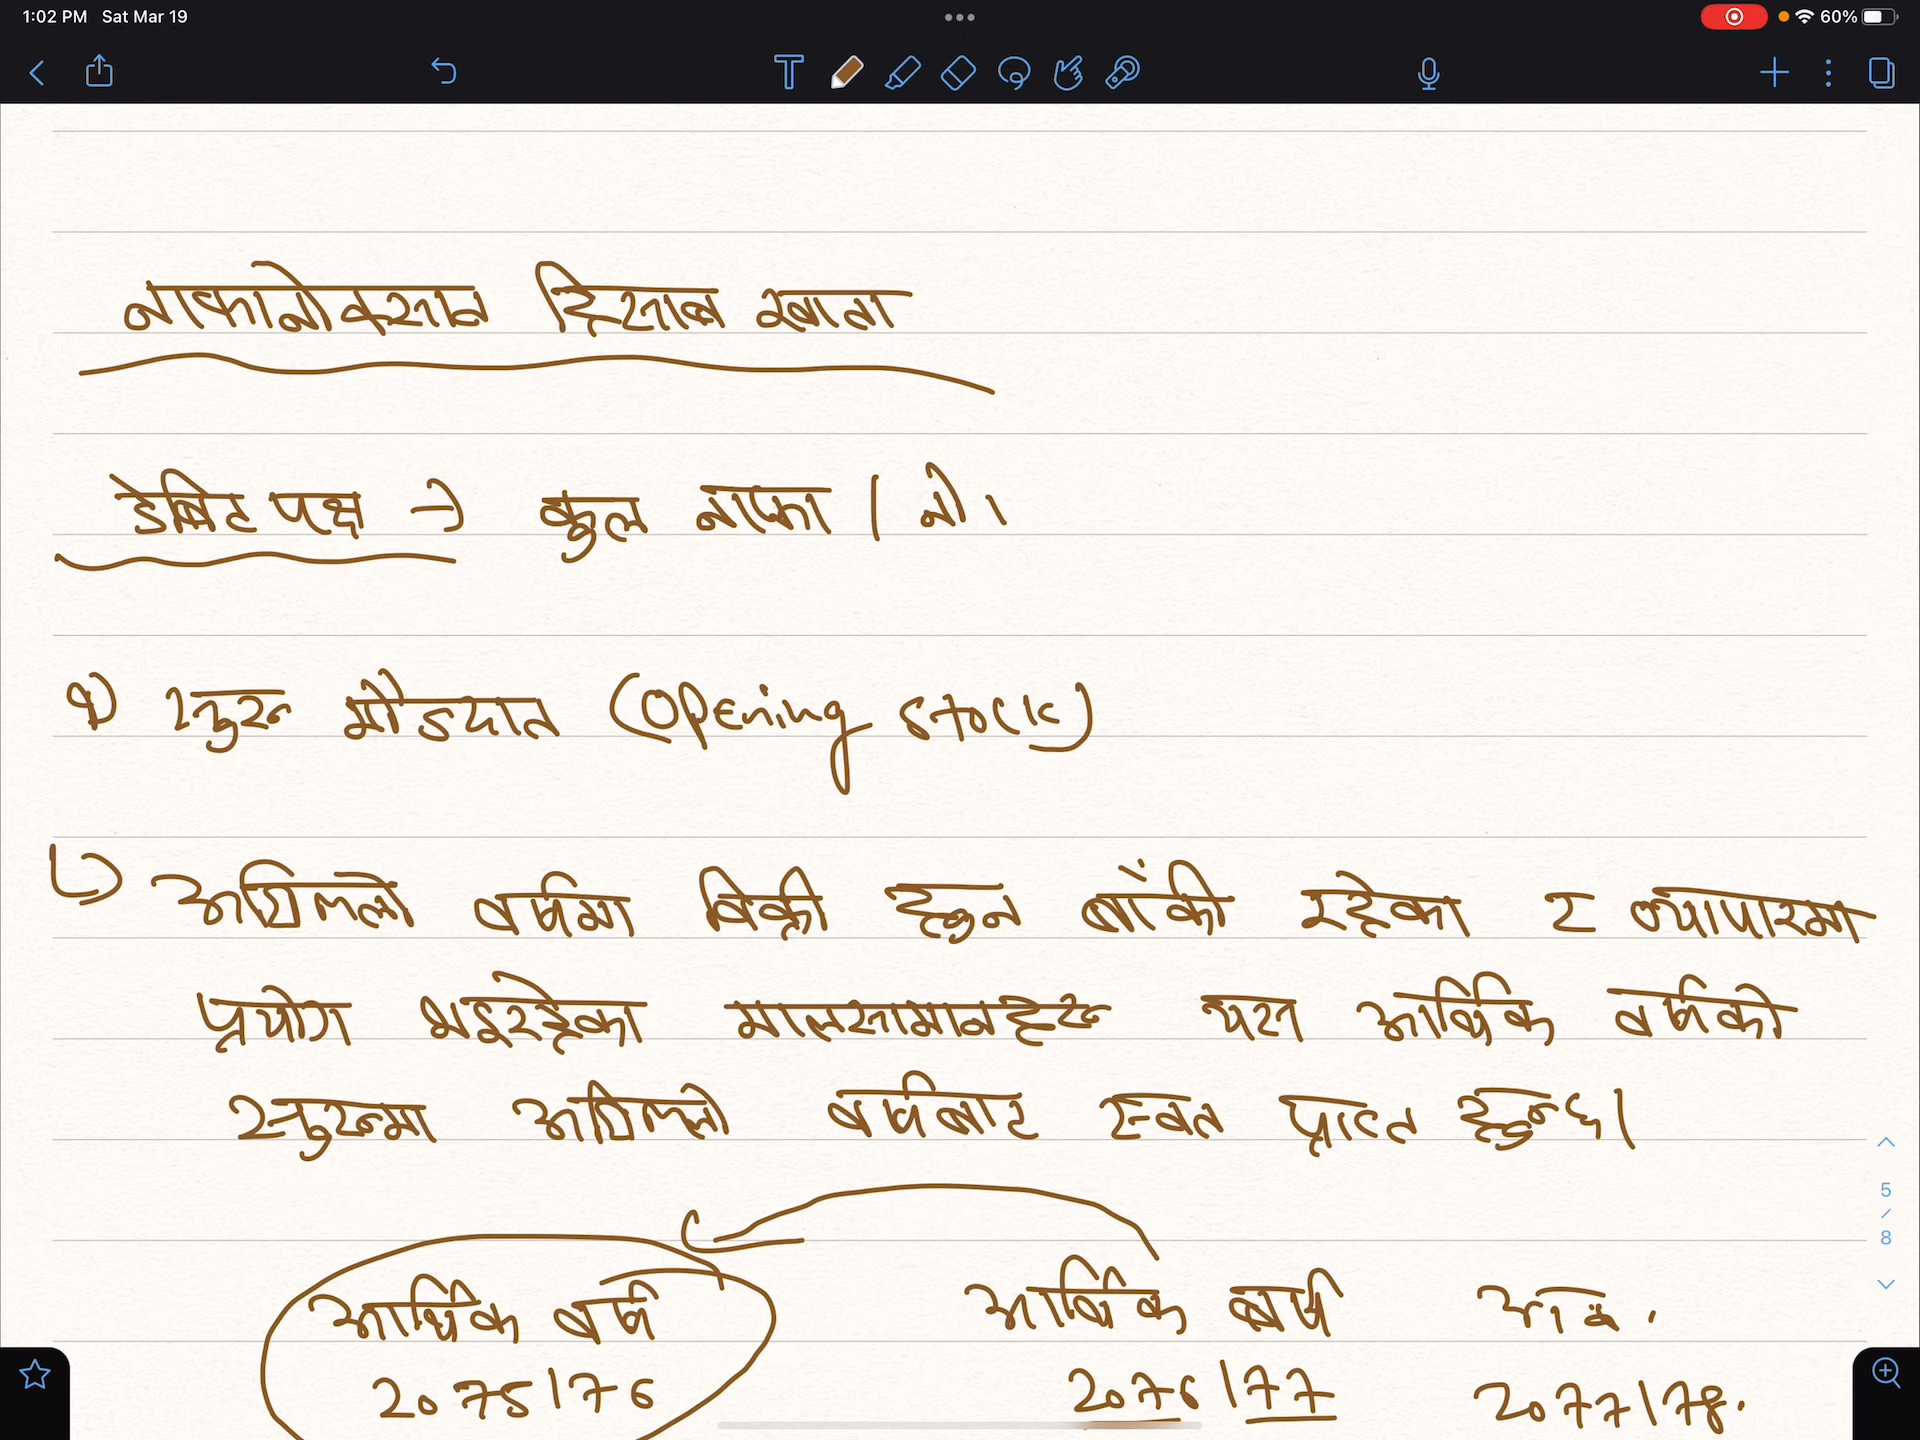 1:02 PM Sat Mar 19
60%
नाफानोक्सान हिसाब खाता
डेबिट पक्ष → कुल नाफा / नो।
१) सुरु मौज्दात (Opening stock)
अघिल्लो वर्षमा बिक्री हुन बाँकी रहेका र व्यापारमा
प्रयोग भइरहेका मालसामानहरु यस आर्थिक वर्षको
सुरुमा अघिल्लो वर्षबाट स्वत प्राप्त हुन्छ।
आर्थिक वर्ष आर्थिक वर्ष आ.व.
2075/76 2076/77 2077/78.
5
/
8